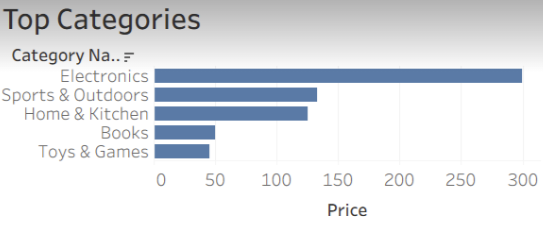 Top Categories
Category Na..
Electronics
Sports & Outdoors
Home & Kitchen
Books
Toys & Games
0 50 100 150 200 250 300
Price